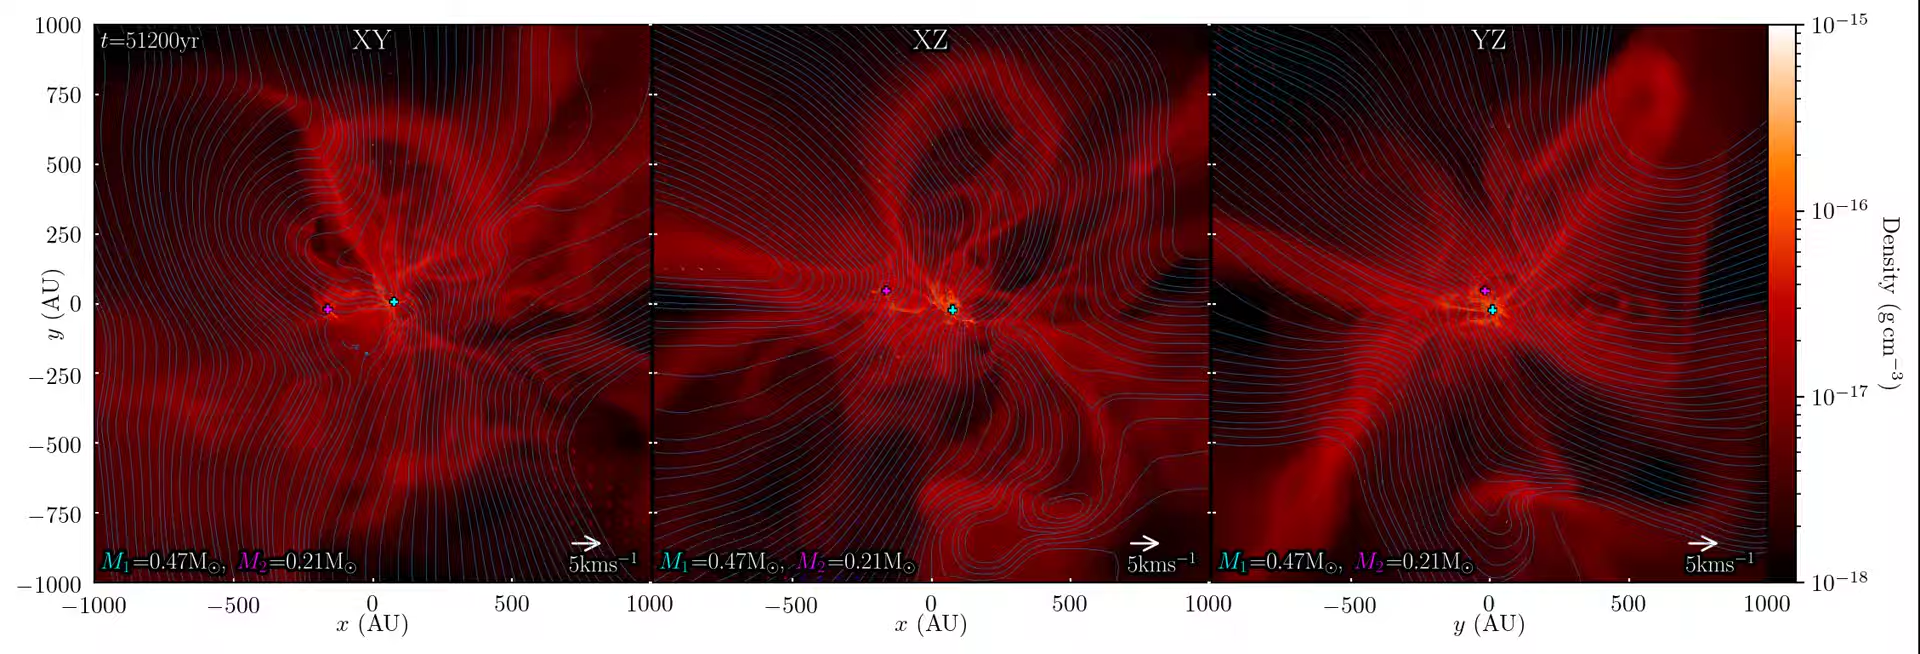 t=51200yr
XY
XZ
YZ
1000
750
500
250
0
−250
−500
−750
−1000
y (AU)
M₁=0.47M☉, M₂=0.21M☉
5kms⁻¹
M₁=0.47M☉, M₂=0.21M☉
5kms⁻¹
M₁=0.47M☉, M₂=0.21M☉
5kms⁻¹
−1000 −500 0 500 1000 −500 0 500 1000 −500 0 500 1000
x (AU)
x (AU)
y (AU)
10⁻¹⁵
10⁻¹⁶
10⁻¹⁷
10⁻¹⁸
Density (g cm⁻³)